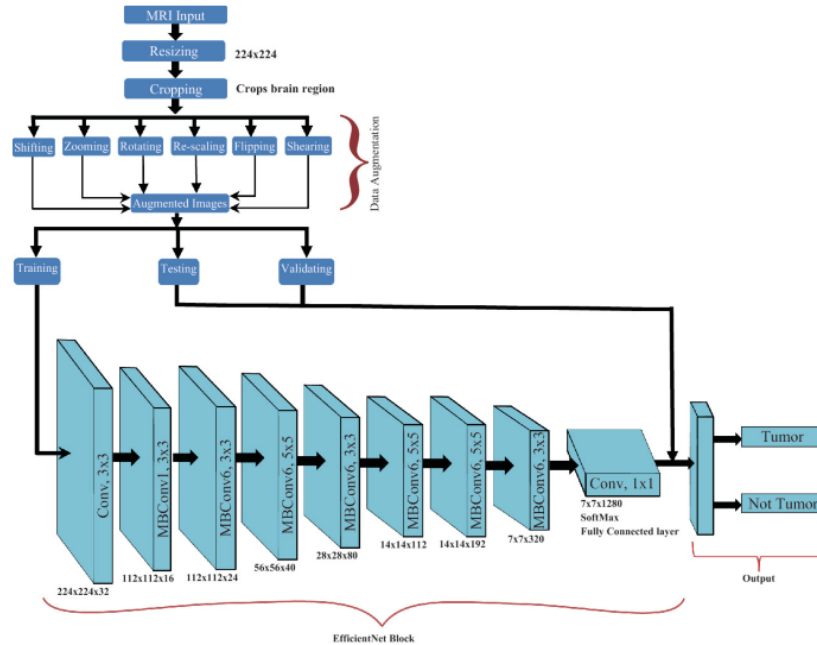 MRI Input
Resizing
224x224
Cropping
Crops brain region
Shifting
Zooming
Rotating
Re-scaling
Flipping
Shearing
Data Augmentation
Augmented Images
Training
Testing
Validating
Conv, 3x3
MBConv1, 3x3
MBConv6, 3x3
MBConv6, 5x5
MBConv6, 3x3
MBConv6, 5x5
MBConv6, 5x5
MBConv6, 3x3
Conv, 1x1
224x224x32
112x112x16
112x112x24
56x56x40
28x28x80
14x14x112
14x14x192
7x7x320
7x7x1280
SoftMax
Fully Connected layer
Tumor
Not Tumor
Output
EfficientNet Block